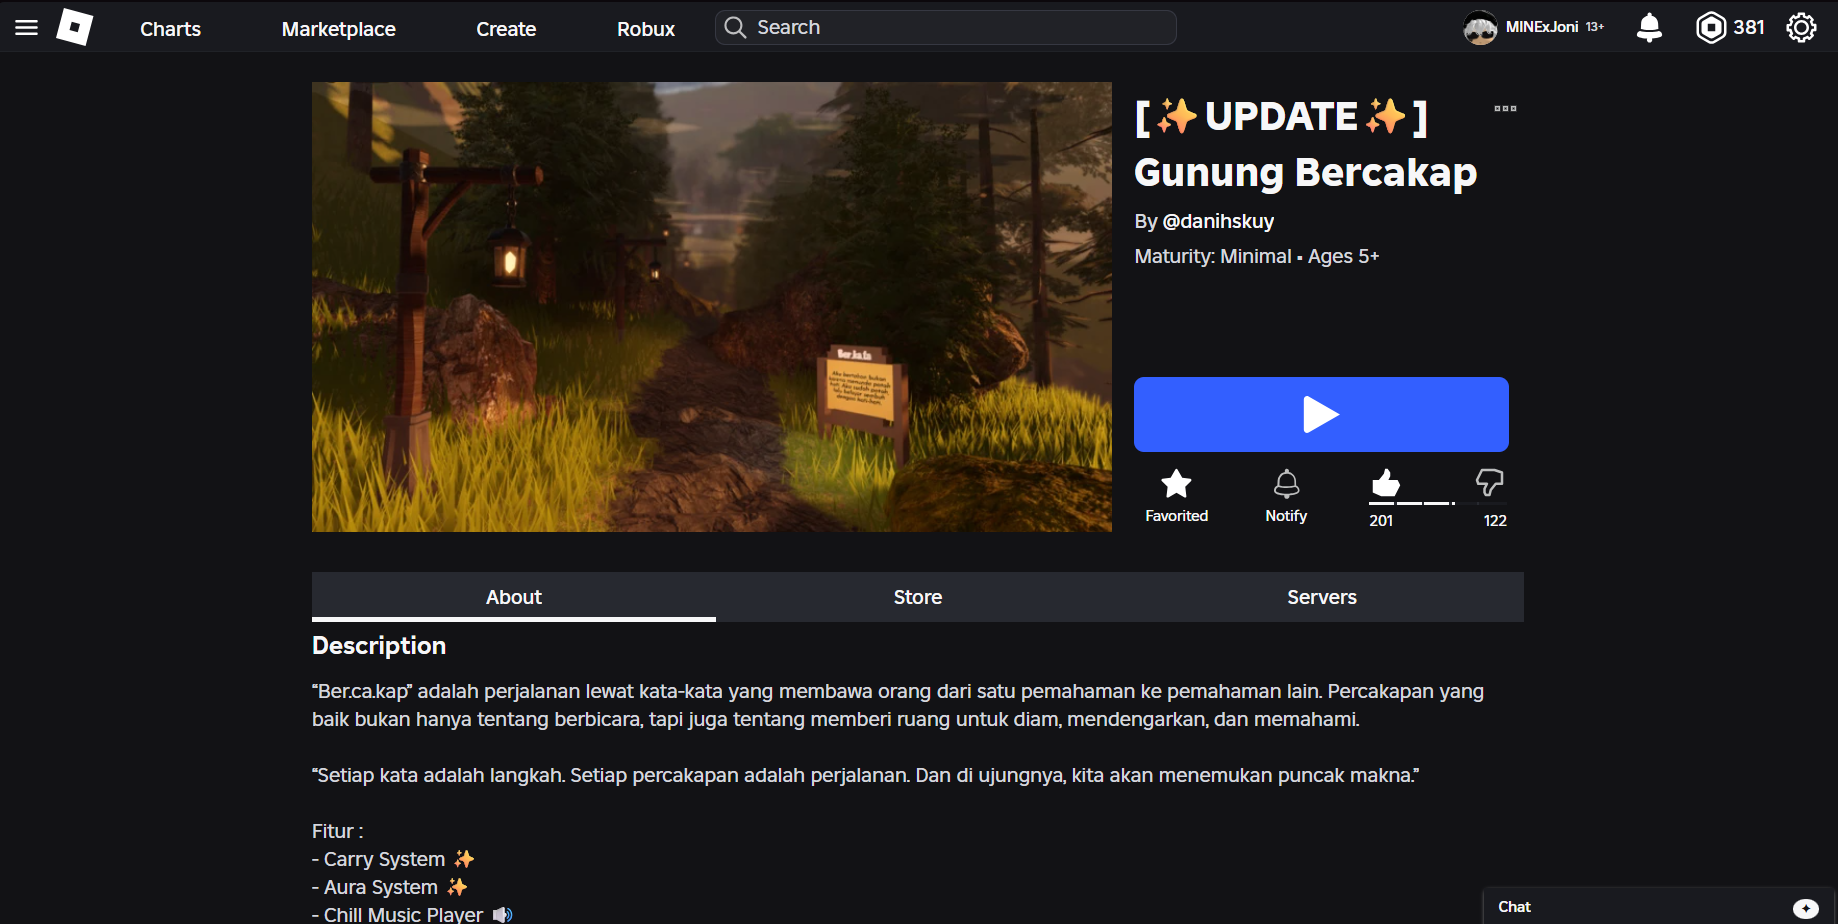 Charts
Marketplace
Create
Robux
Search
MINExJoni 13+
381
[✨UPDATE✨]
Gunung Bercakap
By @danihskuy
Maturity: Minimal • Ages 5+
Favorited
Notify
201
122
About
Store
Servers
Description
“Ber.ca.kap” adalah perjalanan lewat kata-kata yang membawa orang dari satu pemahaman ke pemahaman lain. Percakapan yang
baik bukan hanya tentang berbicara, tapi juga tentang memberi ruang untuk diam, mendengarkan, dan memahami.
“Setiap kata adalah langkah. Setiap percakapan adalah perjalanan. Dan di ujungnya, kita akan menemukan puncak makna.”
Fitur :
- Carry System ✨
- Aura System ✨
- Chill Music Player 🔊
Chat